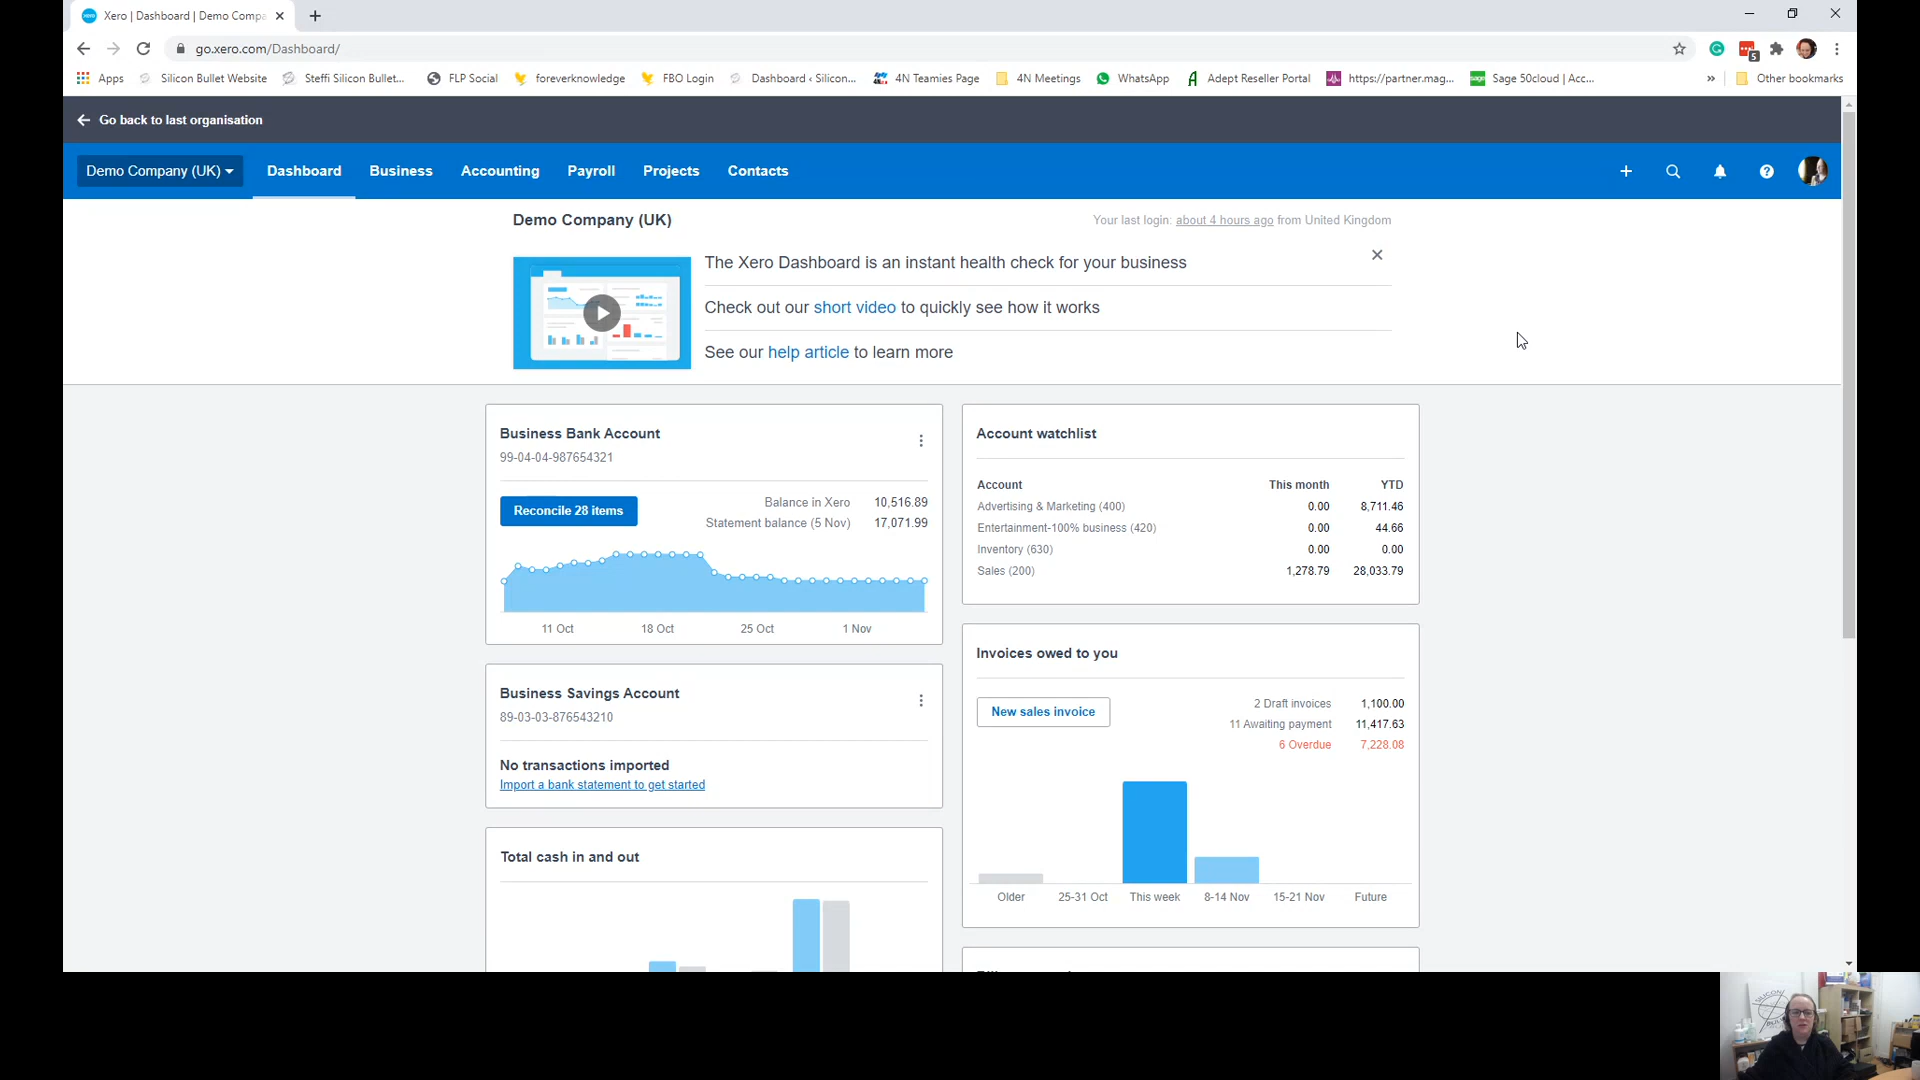 Xero | Dashboard | Demo Compa
go.xero.com/Dashboard/
Apps Silicon Bullet Website Steffi Silicon Bullet... FLP Social foreverknowledge FBO Login Dashboard ‹ Silicon... 4N Teamies Page 4N Meetings WhatsApp Adept Reseller Portal https://partner.mag... Sage 50cloud | Acc... » Other bookmarks
Go back to last organisation
Demo Company (UK) Dashboard Business Accounting Payroll Projects Contacts
Demo Company (UK)
Your last login: about 4 hours ago from United Kingdom
The Xero Dashboard is an instant health check for your business
Check out our short video to quickly see how it works
See our help article to learn more
Business Bank Account
99-04-04-987654321
Reconcile 28 items
Balance in Xero 10,516.89
Statement balance (5 Nov) 17,071.99
11 Oct 18 Oct 25 Oct 1 Nov
Business Savings Account
89-03-03-876543210
No transactions imported
Import a bank statement to get started
Total cash in and out
Account watchlist
Account This month YTD
Advertising & Marketing (400) 0.00 8,711.46
Entertainment-100% business (420) 0.00 44.66
Inventory (630) 0.00 0.00
Sales (200) 1,278.79 28,033.79
Invoices owed to you
New sales invoice
2 Draft invoices 1,100.00
11 Awaiting payment 11,417.63
6 Overdue 7,228.08
Older 25-31 Oct This week 8-14 Nov 15-21 Nov Future
SILICON